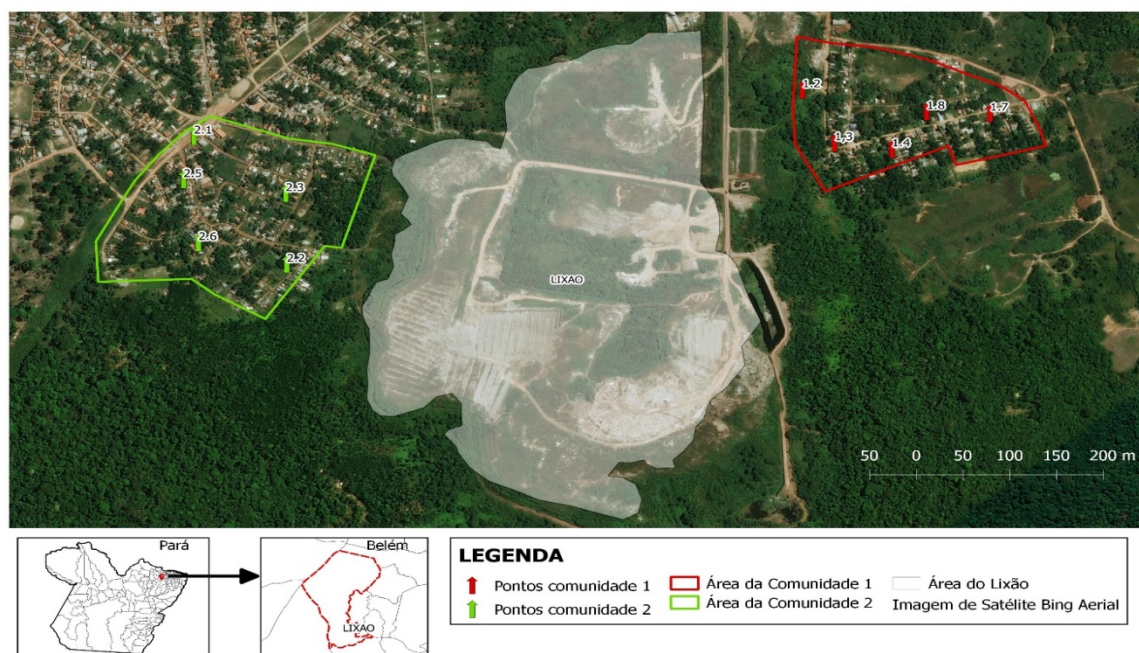 2.1
2.5
2.3
2.6
2.2
1.2
1.8
1.7
1,3
1.4
LIXAO
50 0 50 100 150 200 m
Pará
Belém
LIXAO
LEGENDA
Pontos comunidade 1
Pontos comunidade 2
Área da Comunidade 1
Área da Comunidade 2
Área do Lixão
Imagem de Satélite Bing Aerial